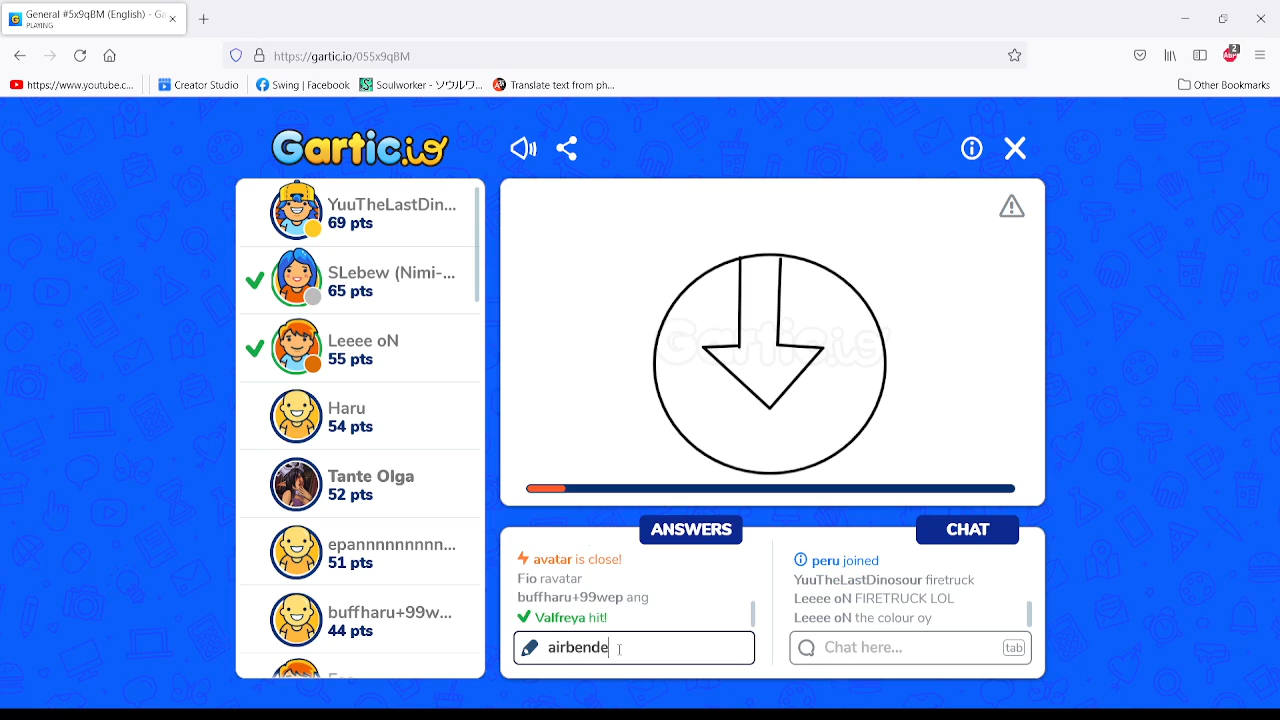 General #5x9qBM (English) - Ga
PLAYING
https://gartic.io/055x9qBM
2
https://www.youtube.c...
Creator Studio
Swing | Facebook
Soulworker - ソウルワ...
Translate text from ph...
Other Bookmarks
Gartic.io
YuuTheLastDin...
69 pts
SLebew (Nimi-...
65 pts
Leeee oN
55 pts
Haru
54 pts
Tante Olga
52 pts
epannnnnnnnn...
51 pts
buffharu+99w...
44 pts
Gartic.io
ANSWERS
avatar is close!
Fio ravatar
buffharu+99wep ang
Valfreya hit!
airbende
CHAT
peru joined
YuuTheLastDinosour firetruck
Leeee oN FIRETRUCK LOL
Leeee oN the colour oy
Chat here...
tab